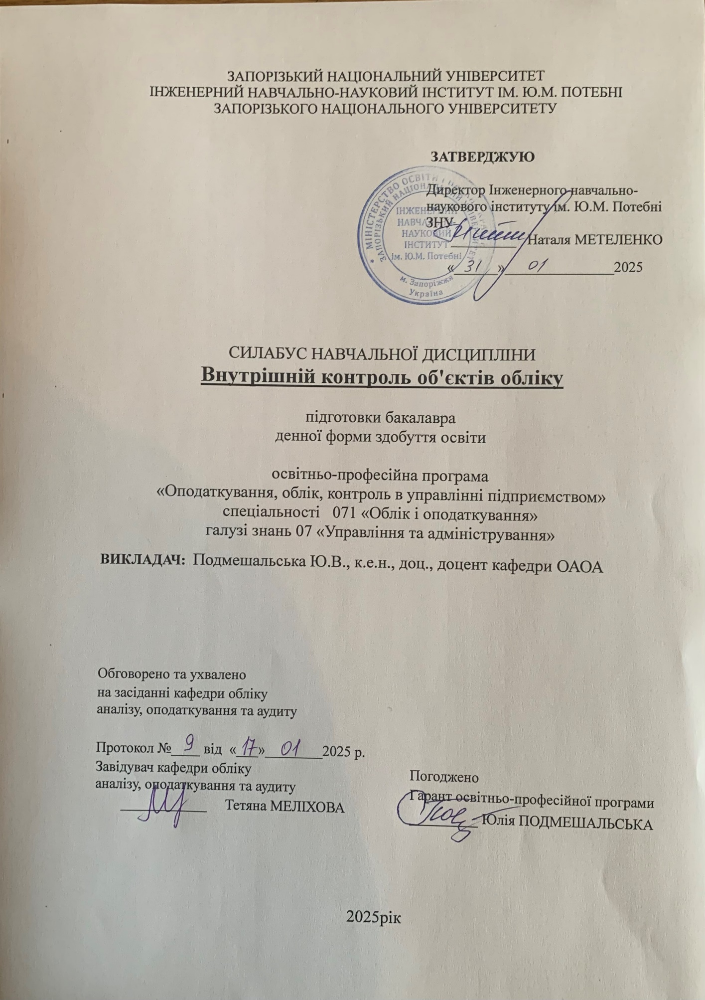 ЗАПОРІЗЬКИЙ НАЦІОНАЛЬНИЙ УНІВЕРСИТЕТ
ІНЖЕНЕРНИЙ НАВЧАЛЬНО-НАУКОВИЙ ІНСТИТУТ ІМ. Ю.М. ПОТЕБНІ
ЗАПОРІЗЬКОГО НАЦІОНАЛЬНОГО УНІВЕРСИТЕТУ
ЗАТВЕРДЖУЮ
Директор Інженерного навчально-
наукового інституту ім. Ю.М. Потебні
ЗНУ
Наталя МЕТЕЛЕНКО
«31» 01 2025
МІНІСТЕРСТВО ОСВІТИ І
ЗАПОРІЗЬКИЙ НАЦІОНАЛЬНИЙ УНІВЕРСИТЕТ
ІНЖЕНЕРНИЙ
НАВЧАЛЬНО-
НАУКОВИЙ
ІНСТИТУТ
ім. Ю.М. Потебні
м. Запоріжжя
Україна
СИЛАБУС НАВЧАЛЬНОЇ ДИСЦИПЛІНИ
Внутрішній контроль об'єктів обліку
підготовки бакалавра
денної форми здобуття освіти
освітньо-професійна програма
«Оподаткування, облік, контроль в управлінні підприємством»
спеціальності 071 «Облік і оподаткування»
галузі знань 07 «Управління та адміністрування»
ВИКЛАДАЧ: Подмешальська Ю.В., к.е.н., доц., доцент кафедри ОАОА
Обговорено та ухвалено
на засіданні кафедри обліку
аналізу, оподаткування та аудиту
Протокол № 9 від «17» 01 2025 р.
Завідувач кафедри обліку
аналізу, оподаткування та аудиту
Тетяна МЕЛІХОВА
Погоджено
Гарант освітньо-професійної програми
Юлія ПОДМЕШАЛЬСЬКА
2025рік